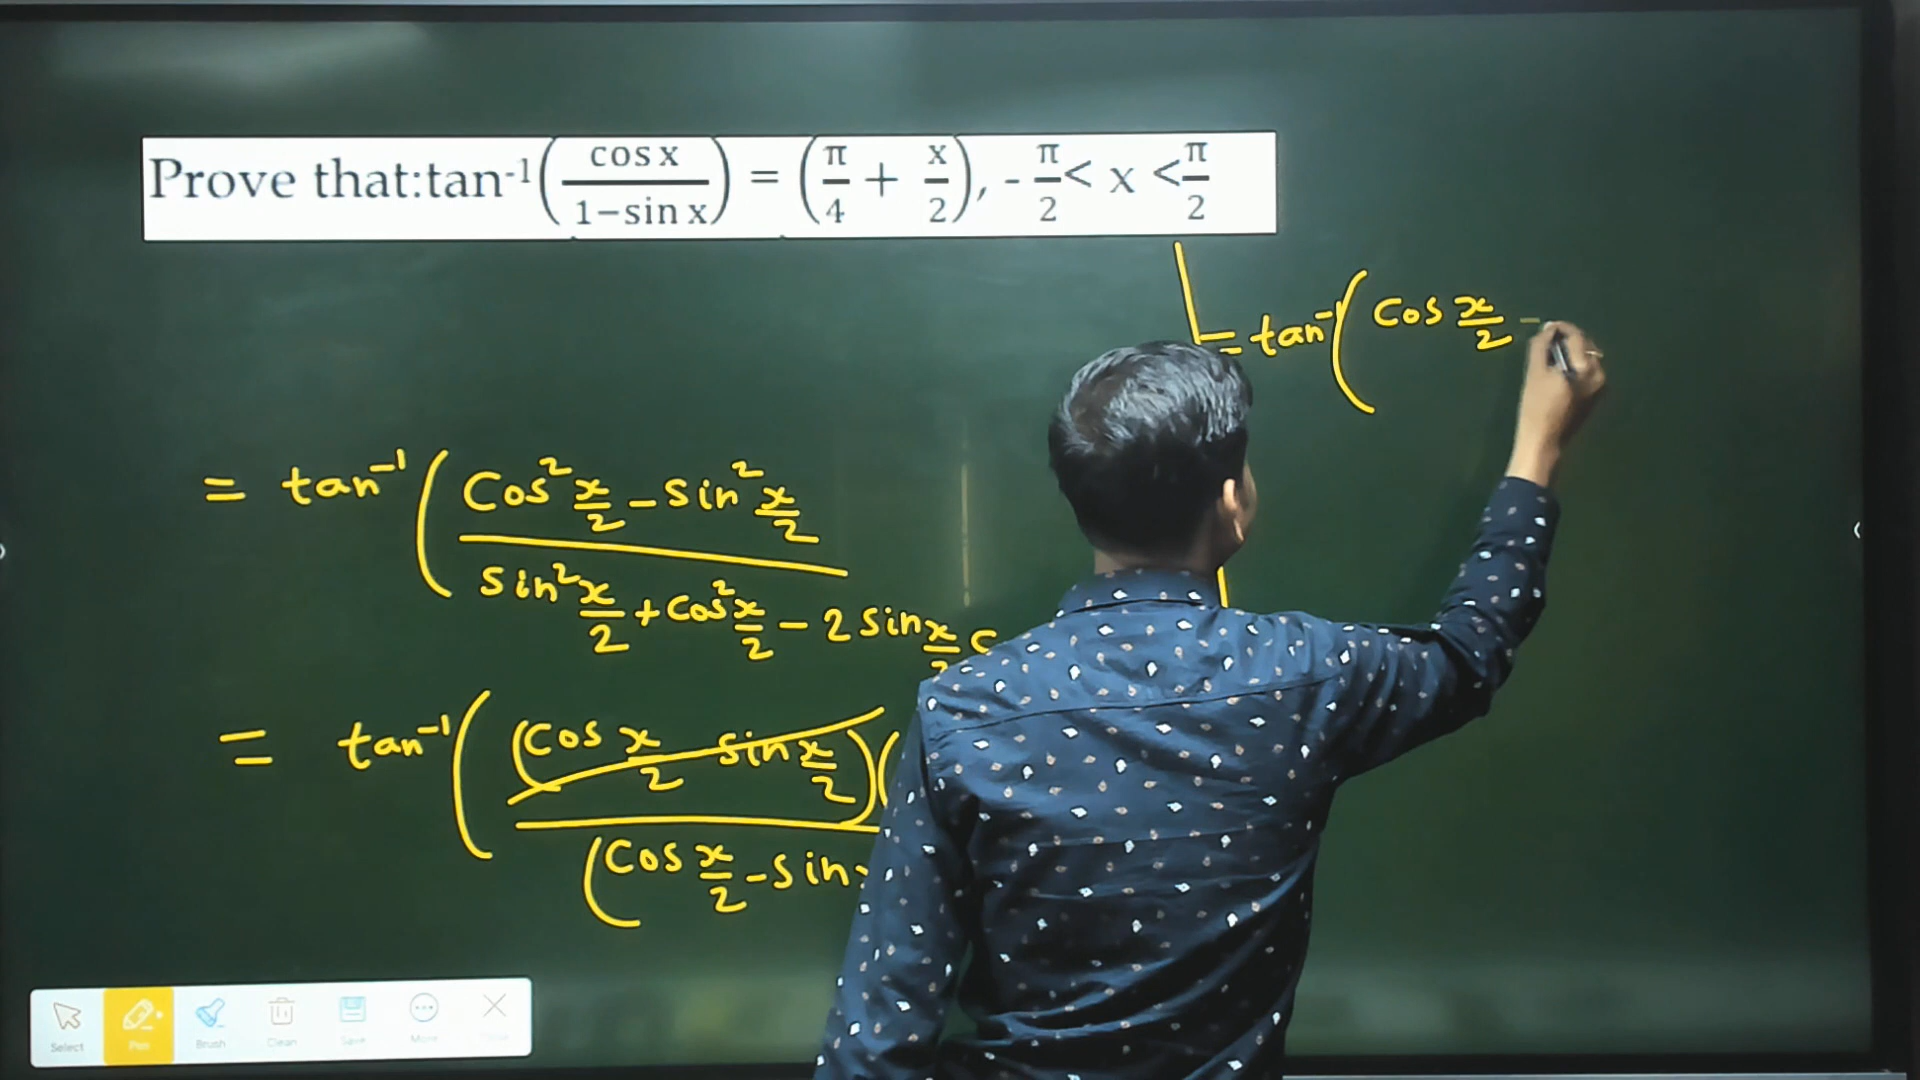 Prove that:tan⁻¹(cos x/1−sin x) = (π/4 + x/2), - π/2 < x < π/2
= tan⁻¹( Cos x/2 -
= tan⁻¹( Cos² x/2 - Sin² x/2
Sin² x/2 + Cos² x/2 - 2 Sin x/2 C
= tan⁻¹( (Cos x/2 - Sin x/2)(
(Cos x/2 - Sin
Select Pen Brush Clean Save More